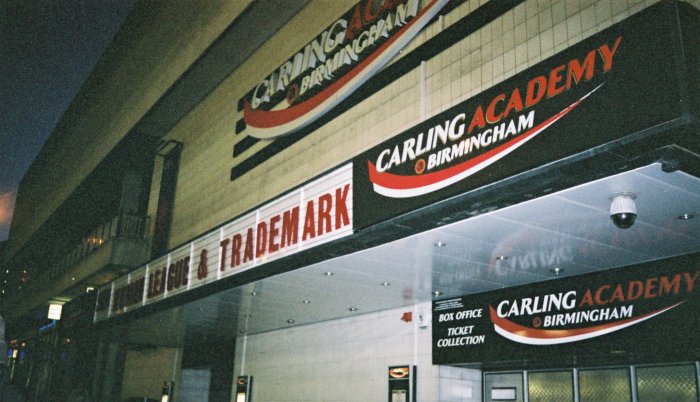 CARLING ACADEMY
BIRMINGHAM
CARLING ACADEMY
BIRMINGHAM
LEAGUE & TRADEMARK
BOX OFFICE
TICKET
COLLECTION
CARLING ACADEMY
BIRMINGHAM